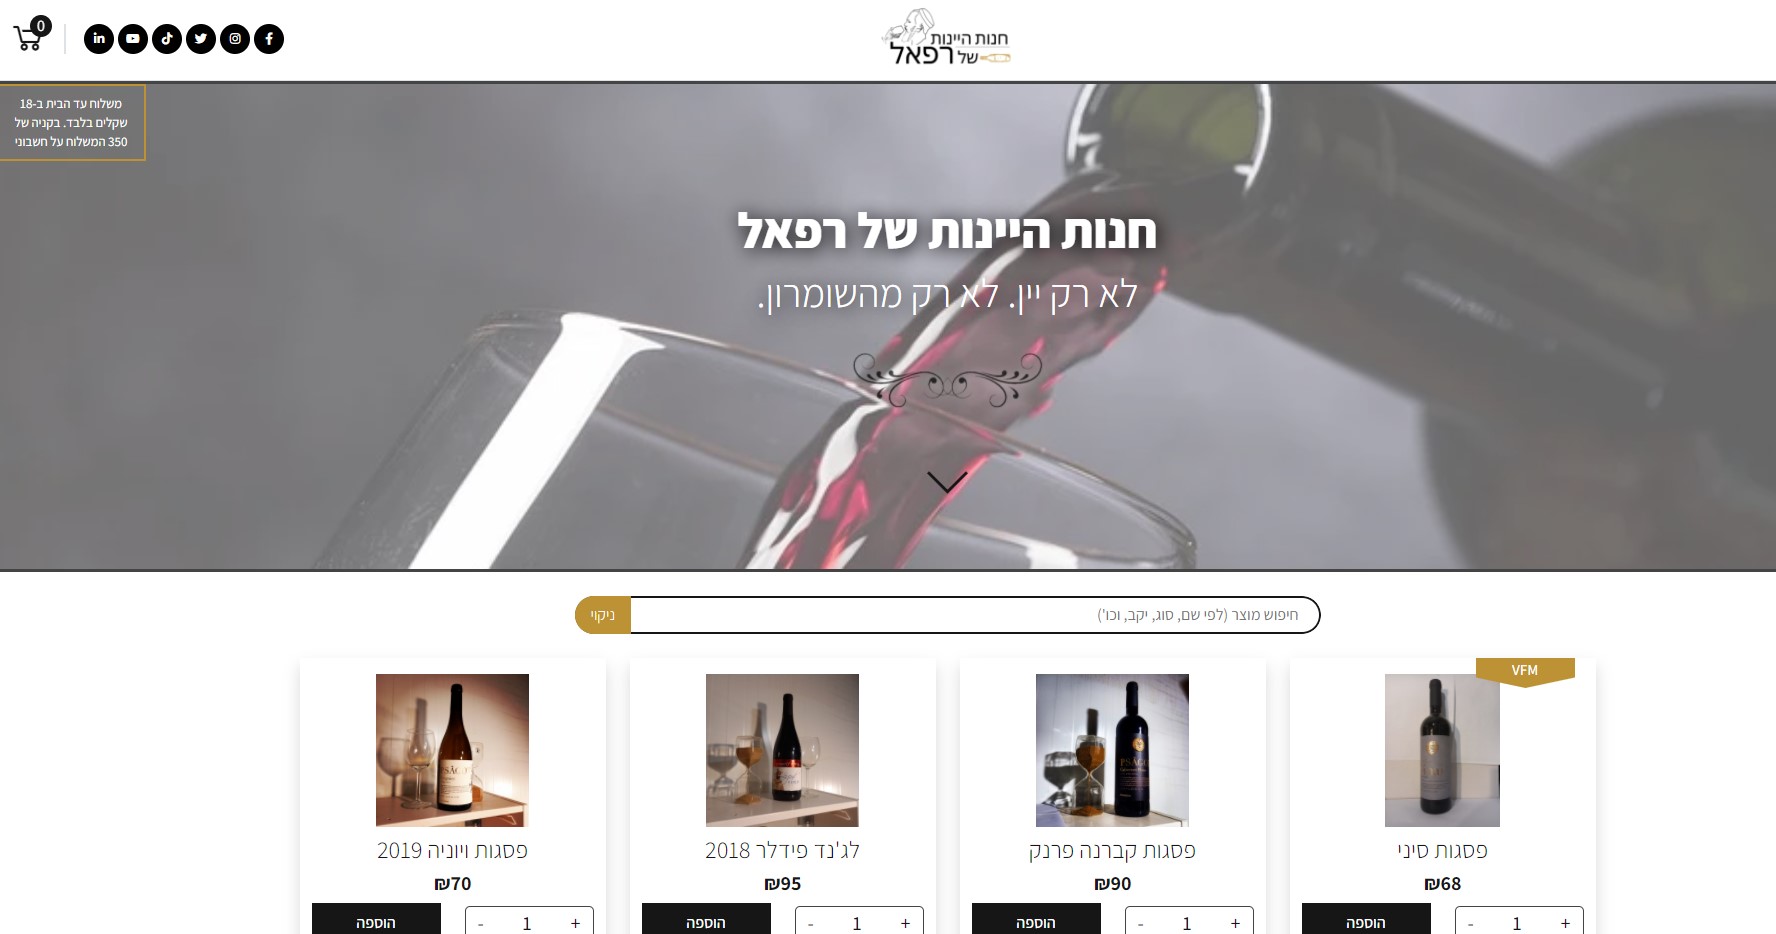 0
חנות היינות
של רפאל
משלוח עד הבית ב-18
שקלים בלבד. בקניה של
350 המשלוח על חשבוני
חנות היינות של רפאל
לא רק יין. לא רק מהשומרון.
חיפוש מוצר (לפי שם, סוג, יקב, וכו')
ניקוי
VFM
פסגות סיני
₪68
+ 1 -
הוספה
PSÂGOT
פסגות קברנה פרנק
₪90
+ 1 -
הוספה
לג'נד פידלר 2018
₪95
+ 1 -
הוספה
PSÂGOT
פסגות ויוניה 2019
₪70
+ 1 -
הוספה